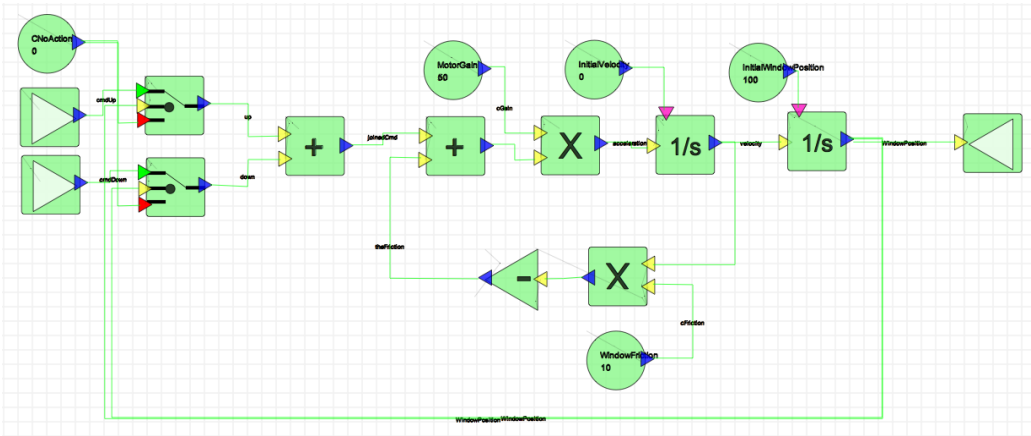 CNoAction
0
cmdUp
cmdDown
up
down
+
joinedCmd
MotorGain
50
cGain
+
X
acceleration
InitialVelocity
0
1/s
velocity
InitialWindowPosition
100
1/s
WindowPosition
theFriction
-
X
cFriction
WindowFriction
10
WindowPosition WindowPosition